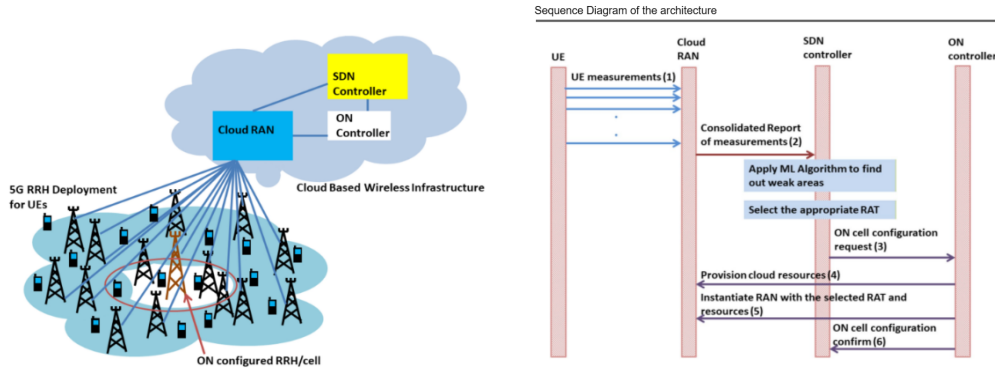 SDN
Controller
ON
Controller
Cloud RAN
Cloud Based Wireless Infrastructure
5G RRH Deployment
for UEs
ON configured RRH/cell
Sequence Diagram of the architecture
UE
Cloud
RAN
SDN
controller
ON
controller
UE measurements (1)
Consolidated Report
of measurements (2)
Apply ML Algorithm to find
out weak areas
Select the appropriate RAT
ON cell configuration
request (3)
Provision cloud resources (4)
Instantiate RAN with the selected RAT and
resources (5)
ON cell configuration
confirm (6)